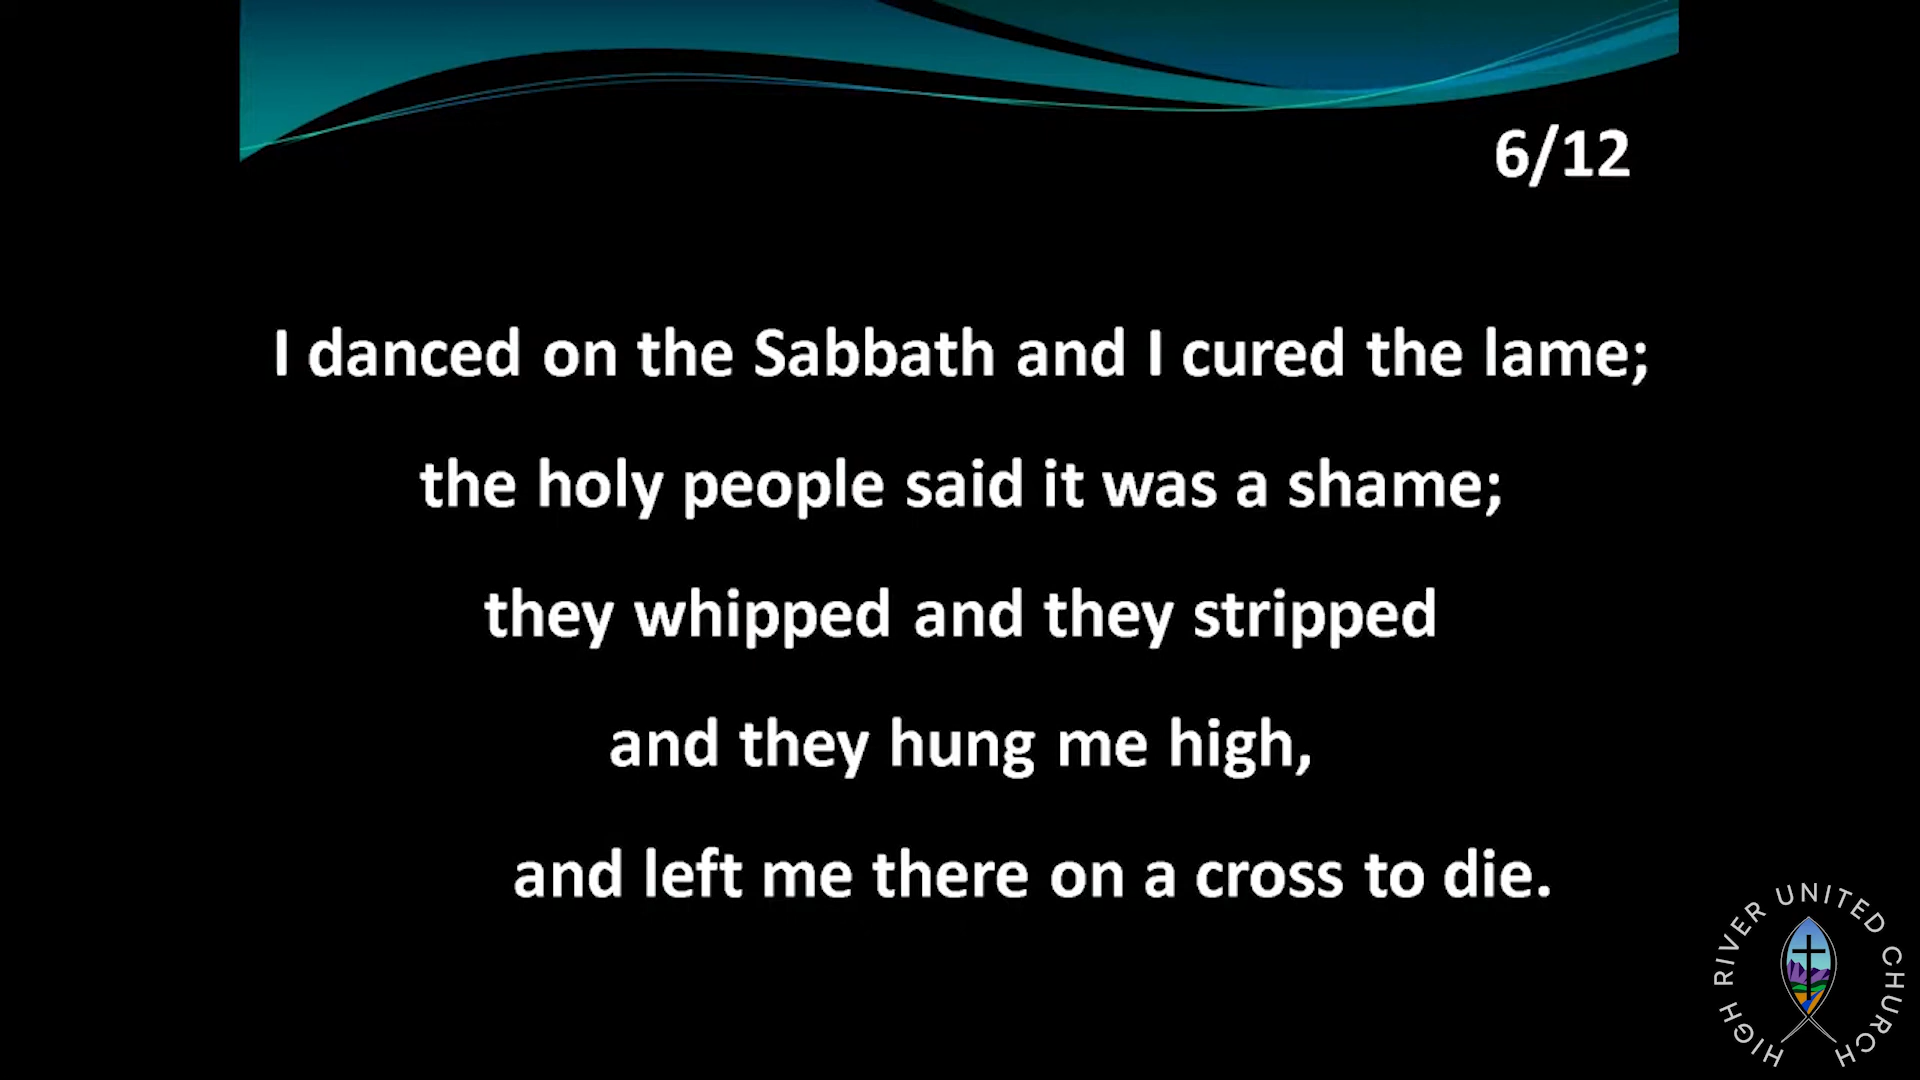 6/12
I danced on the Sabbath and I cured the lame;
the holy people said it was a shame;
they whipped and they stripped
and they hung me high,
and left me there on a cross to die.
HIGH RIVER UNITED CHURCH